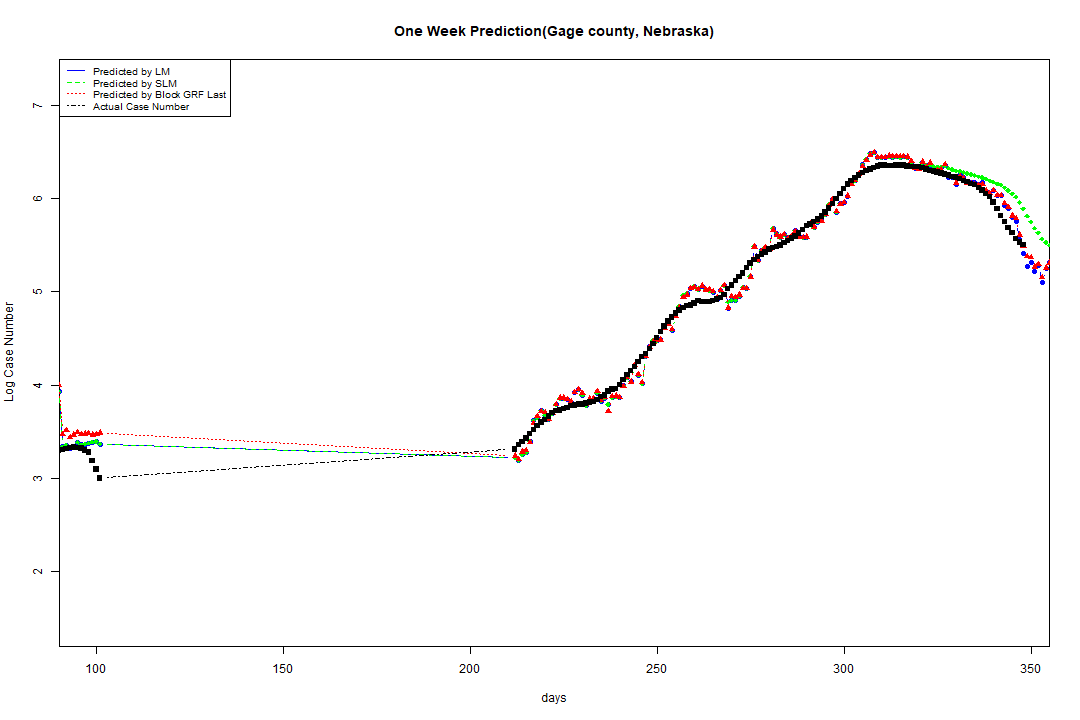 One Week Prediction(Gage county, Nebraska)
Predicted by LM
Predicted by SLM
Predicted by Block GRF Last
Actual Case Number
7
6
5
4
3
2
Log Case Number
100 150 200 250 300 350
days